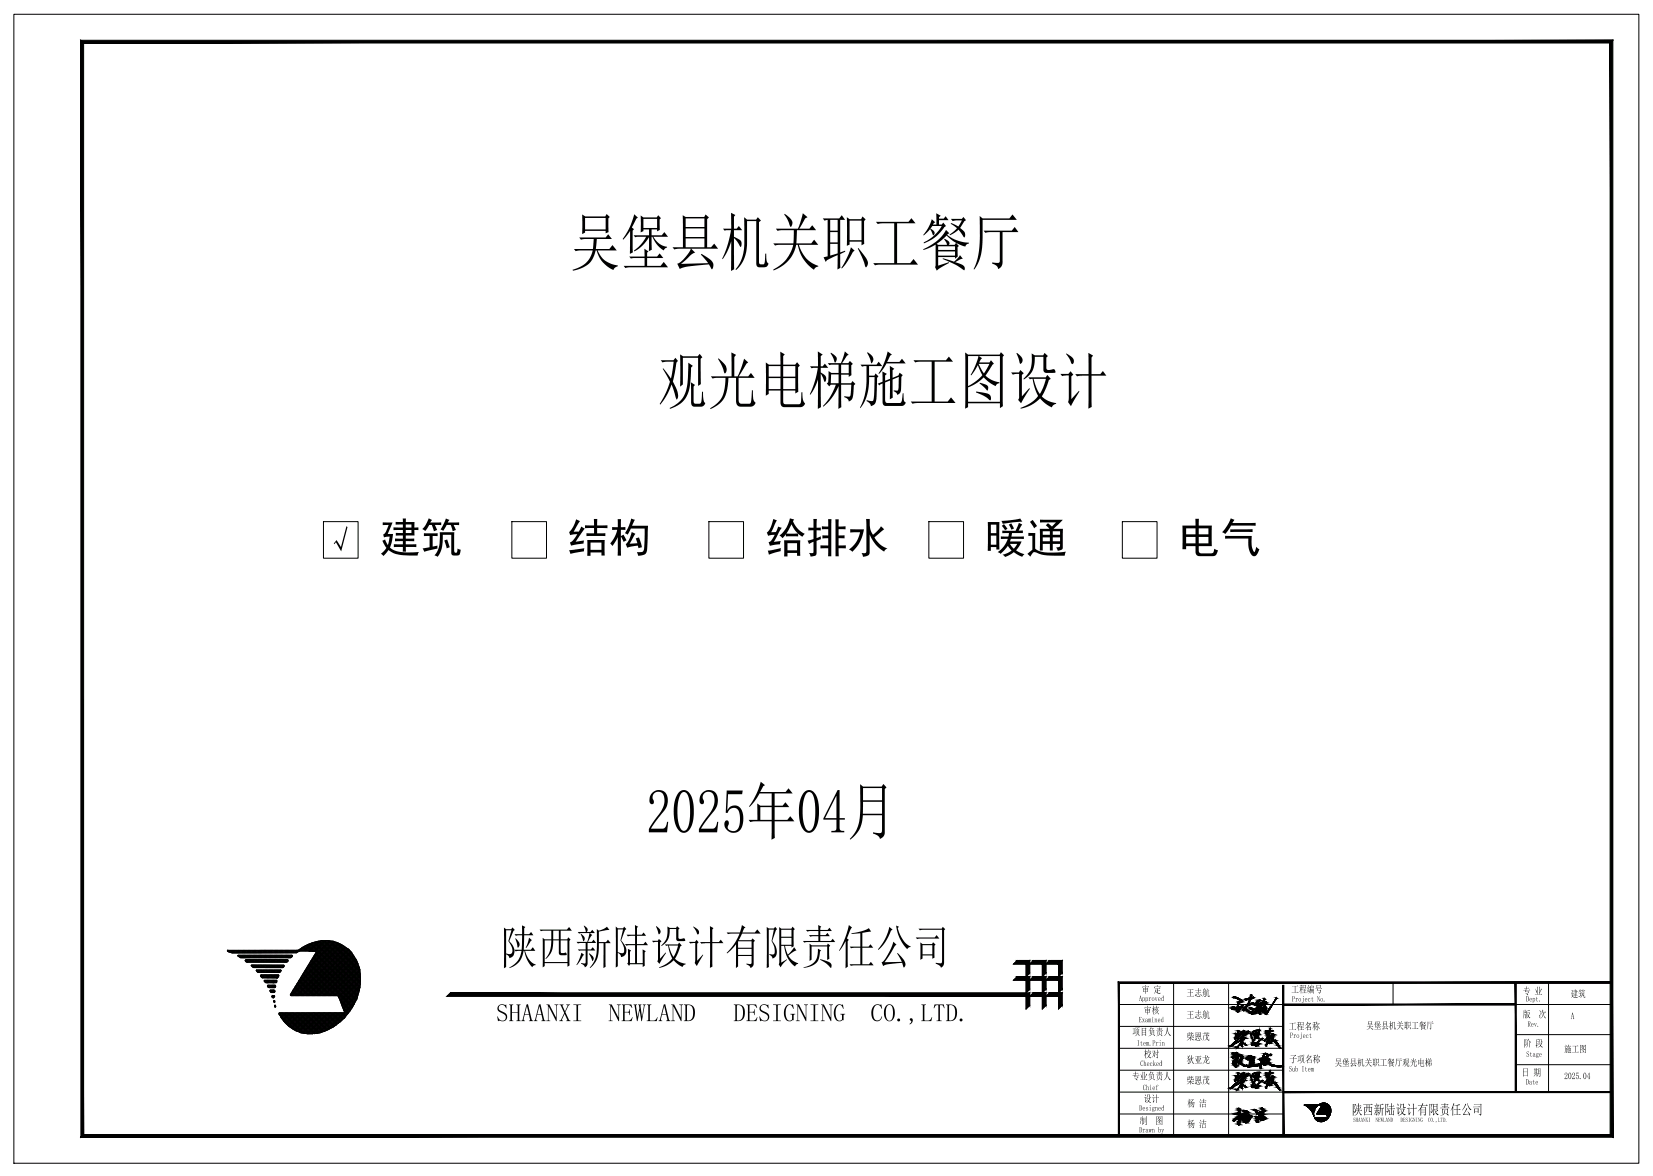 吴堡县机关职工餐厅
观光电梯施工图设计
√ 建筑 结构 给排水 暖通 电气
2025年04月
陕西新陆设计有限责任公司
SHAANXI NEWLAND DESIGNING CO.,LTD.
审 定 王志航
Approved
审核 王志航
Examined
项目负责人 柴恩茂
Item.Prin
校对 狄亚龙
Checked
专业负责人 柴恩茂
Chief
设计 杨 洁
Designed
制 图 杨 洁
Drawn by
工程编号
Project No.
工程名称 吴堡县机关职工餐厅
Project
子项名称 吴堡县机关职工餐厅观光电梯
Sub Item
专 业 建筑
Dept.
版 次 A
Rev.
阶 段 施工图
Stage
日 期 2025.04
Date
陕西新陆设计有限责任公司
SHAANXI NEWLAND DESIGNING CO.,LTD.